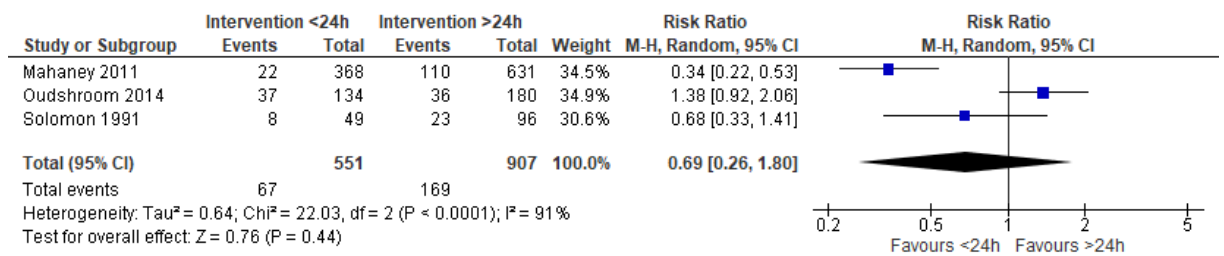 Intervention <24h Intervention >24h Risk Ratio Risk Ratio
Study or Subgroup Events Total Events Total Weight M-H, Random, 95% CI M-H, Random, 95% CI
Mahaney 2011 22 368 110 631 34.5% 0.34 [0.22, 0.53]
Oudshroom 2014 37 134 36 180 34.9% 1.38 [0.92, 2.06]
Solomon 1991 8 49 23 96 30.6% 0.68 [0.33, 1.41]
Total (95% CI) 551 907 100.0% 0.69 [0.26, 1.80]
Total events 67 169
Heterogeneity: Tau² = 0.64; Chi² = 22.03, df = 2 (P < 0.0001); I² = 91%
Test for overall effect: Z = 0.76 (P = 0.44)
0.2 0.5 1 2 5
Favours <24h Favours >24h